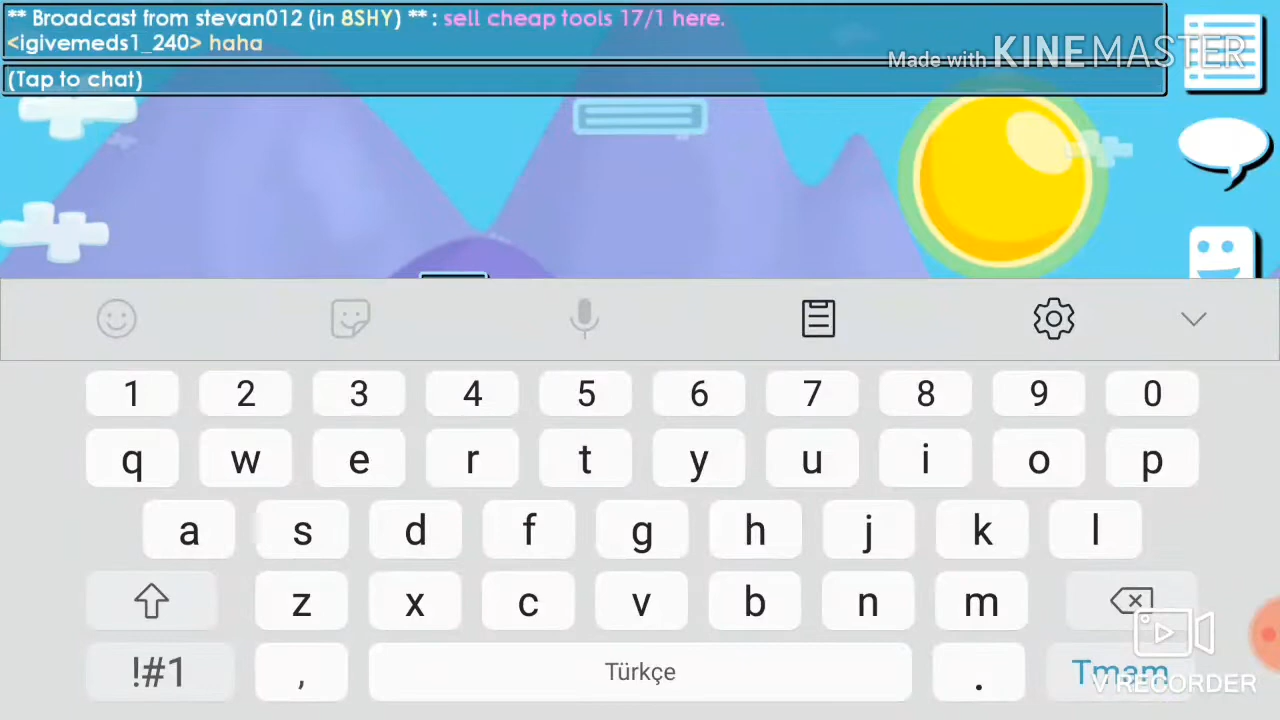 ** Broadcast from stevan012 (in 8SHY) ** : sell cheap tools 17/1 here.
<igivemeds1_240> haha
Made with KINEMASTER
(Tap to chat)
1 2 3 4 5 6 7 8 9 0
q w e r t y u i o p
a s d f g h j k l
z x c v b n m
!#1 , Türkçe . Tmam
V RECORDER